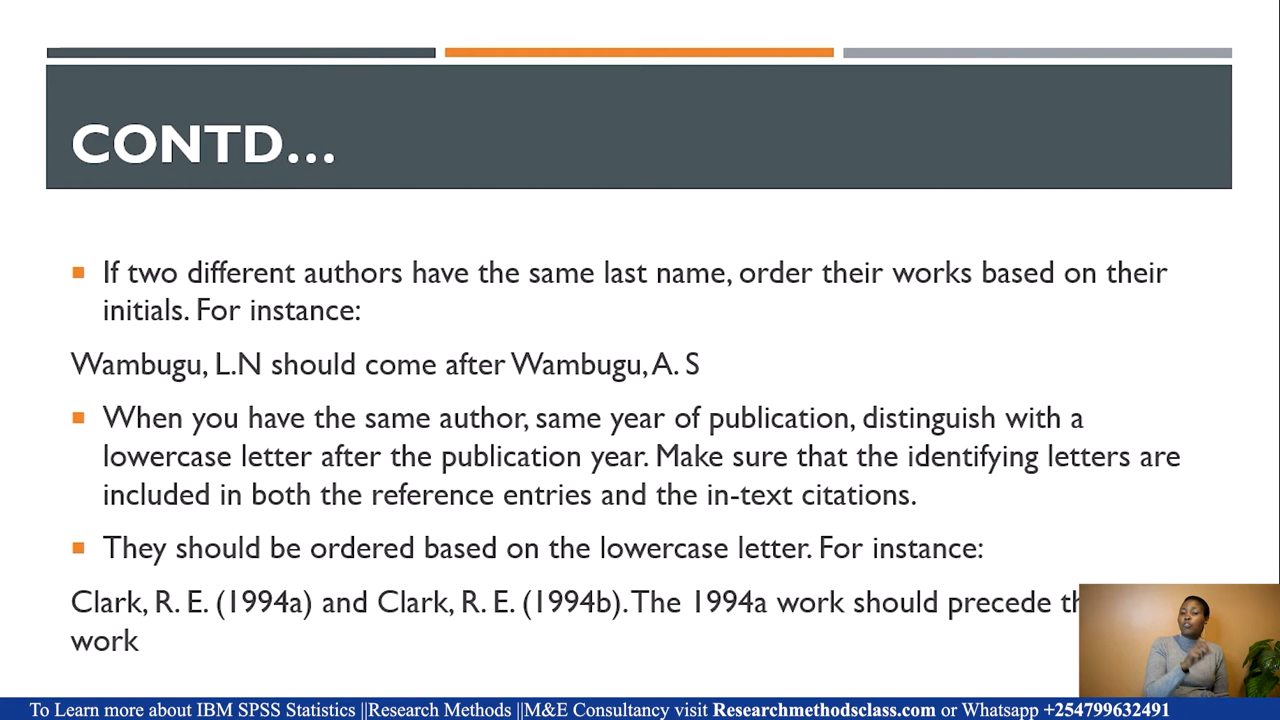 CONTD...
If two different authors have the same last name, order their works based on their
initials. For instance:
Wambugu, L.N should come after Wambugu, A. S
When you have the same author, same year of publication, distinguish with a
lowercase letter after the publication year. Make sure that the identifying letters are
included in both the reference entries and the in-text citations.
They should be ordered based on the lowercase letter. For instance:
Clark, R. E. (1994a) and Clark, R. E. (1994b). The 1994a work should precede
work
To Learn more about IBM SPSS Statistics ||Research Methods ||M&E Consultancy visit Researchmethodsclass.com or Whatsapp +254799632491